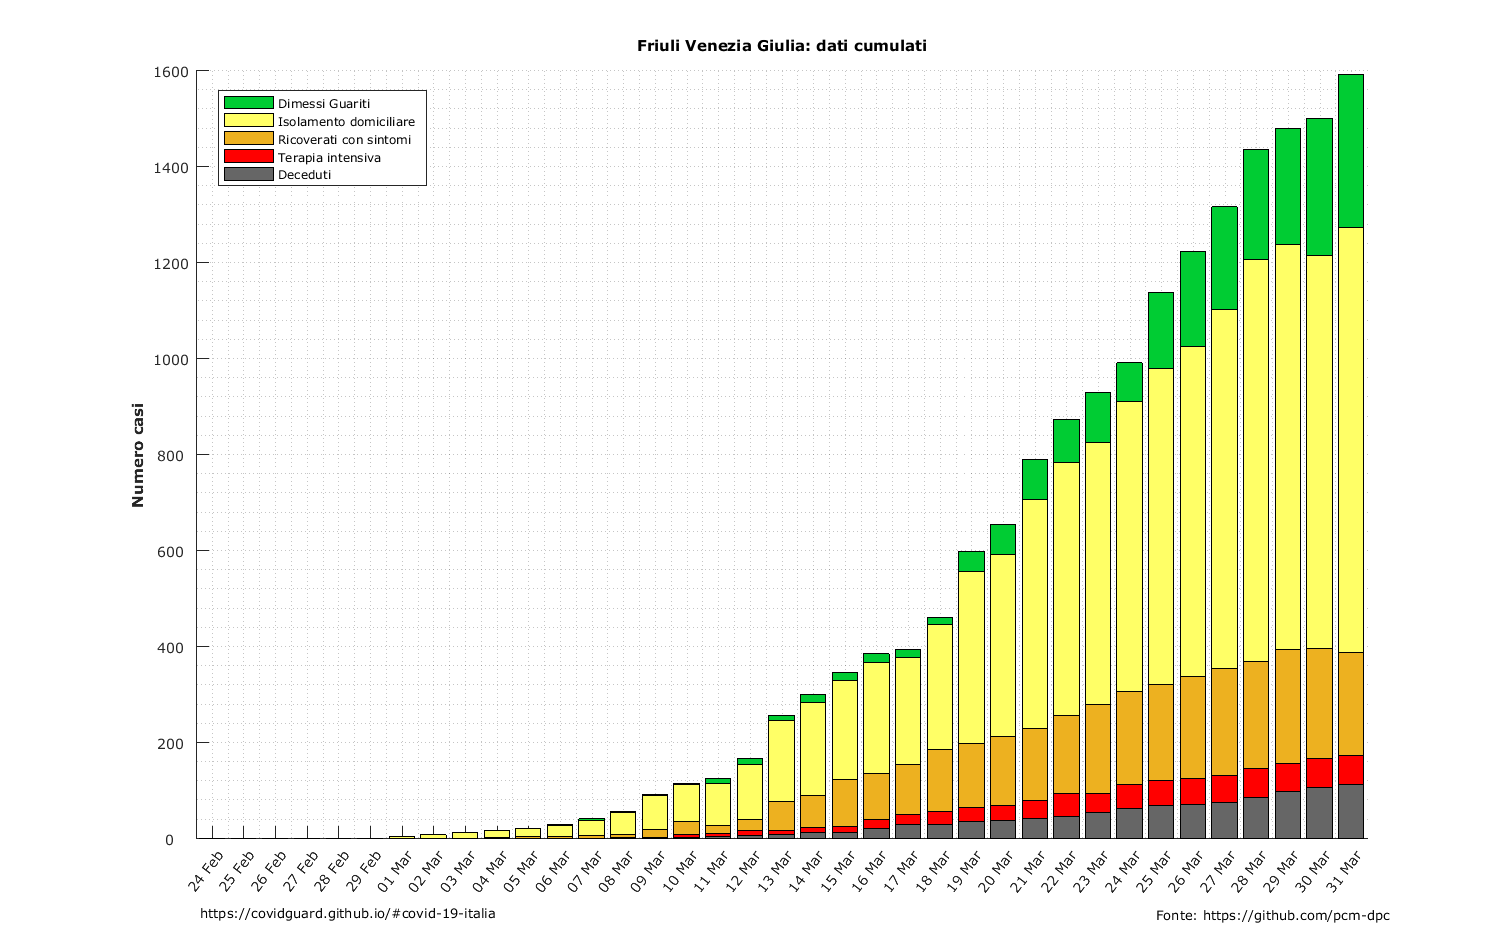 Friuli Venezia Giulia: dati cumulati
1600
1400
1200
1000
800
600
400
200
0
Numero casi
Dimessi Guariti
Isolamento domiciliare
Ricoverati con sintomi
Terapia intensiva
Deceduti
24 Feb
25 Feb
26 Feb
27 Feb
28 Feb
29 Feb
01 Mar
02 Mar
03 Mar
04 Mar
05 Mar
06 Mar
07 Mar
08 Mar
09 Mar
10 Mar
11 Mar
12 Mar
13 Mar
14 Mar
15 Mar
16 Mar
17 Mar
18 Mar
19 Mar
20 Mar
21 Mar
22 Mar
23 Mar
24 Mar
25 Mar
26 Mar
27 Mar
28 Mar
29 Mar
30 Mar
31 Mar
https://covidguard.github.io/#covid-19-italia
Fonte: https://github.com/pcm-dpc